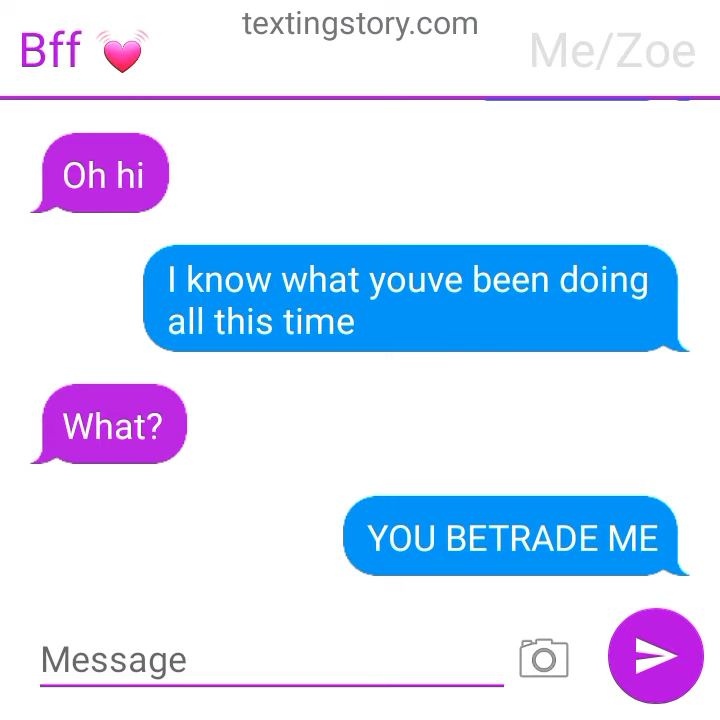 textingstory.com
Bff 💓
Me/Zoe
Oh hi
I know what youve been doing
all this time
What?
YOU BETRADE ME
Message